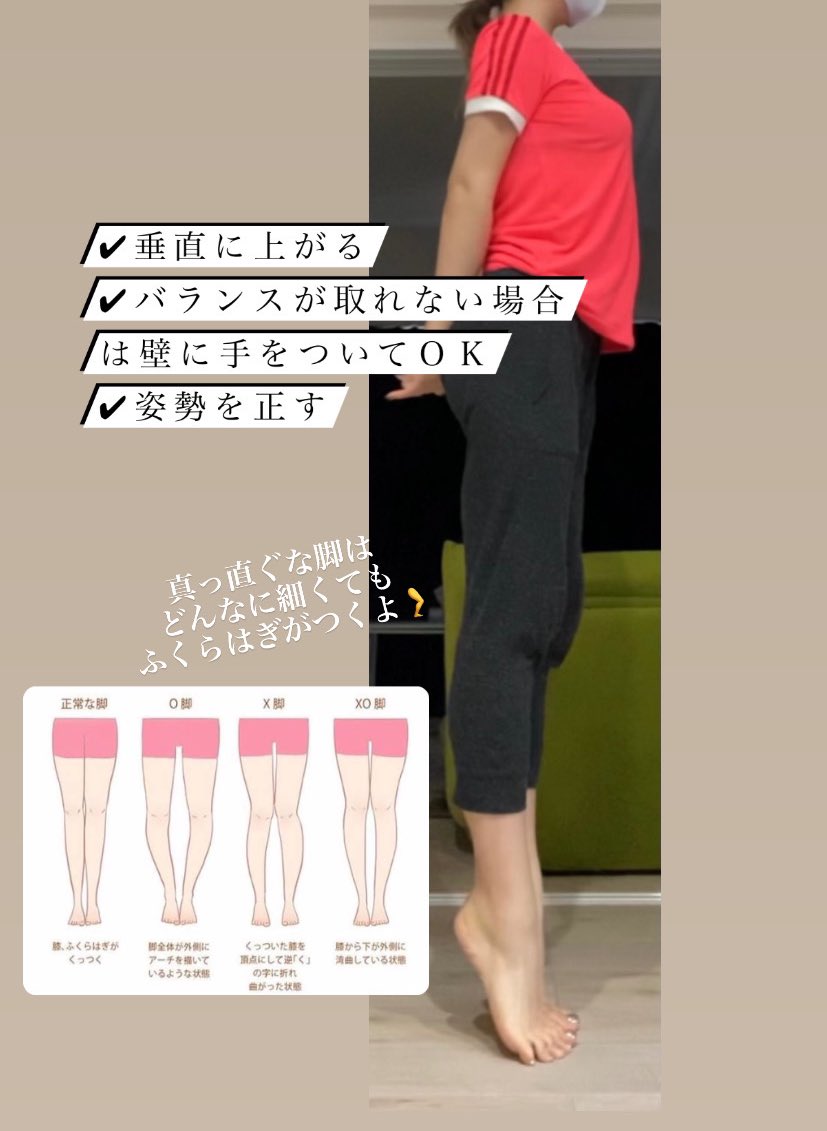 ✔垂直に上がる
✔バランスが取れない場合
は壁に手をついてOK
✔姿勢を正す
真っ直ぐな脚は
どんなに細くても
ふくらはぎがつくよ🦵
正常な脚
O脚
X脚
XO脚
膝、ふくらはぎが
くっつく
脚全体が外側に
アーチを描いて
いるような状態
くっついた膝を
頂点にして逆「く」
の字に折れ
曲がった状態
膝から下が外側に
湾曲している状態